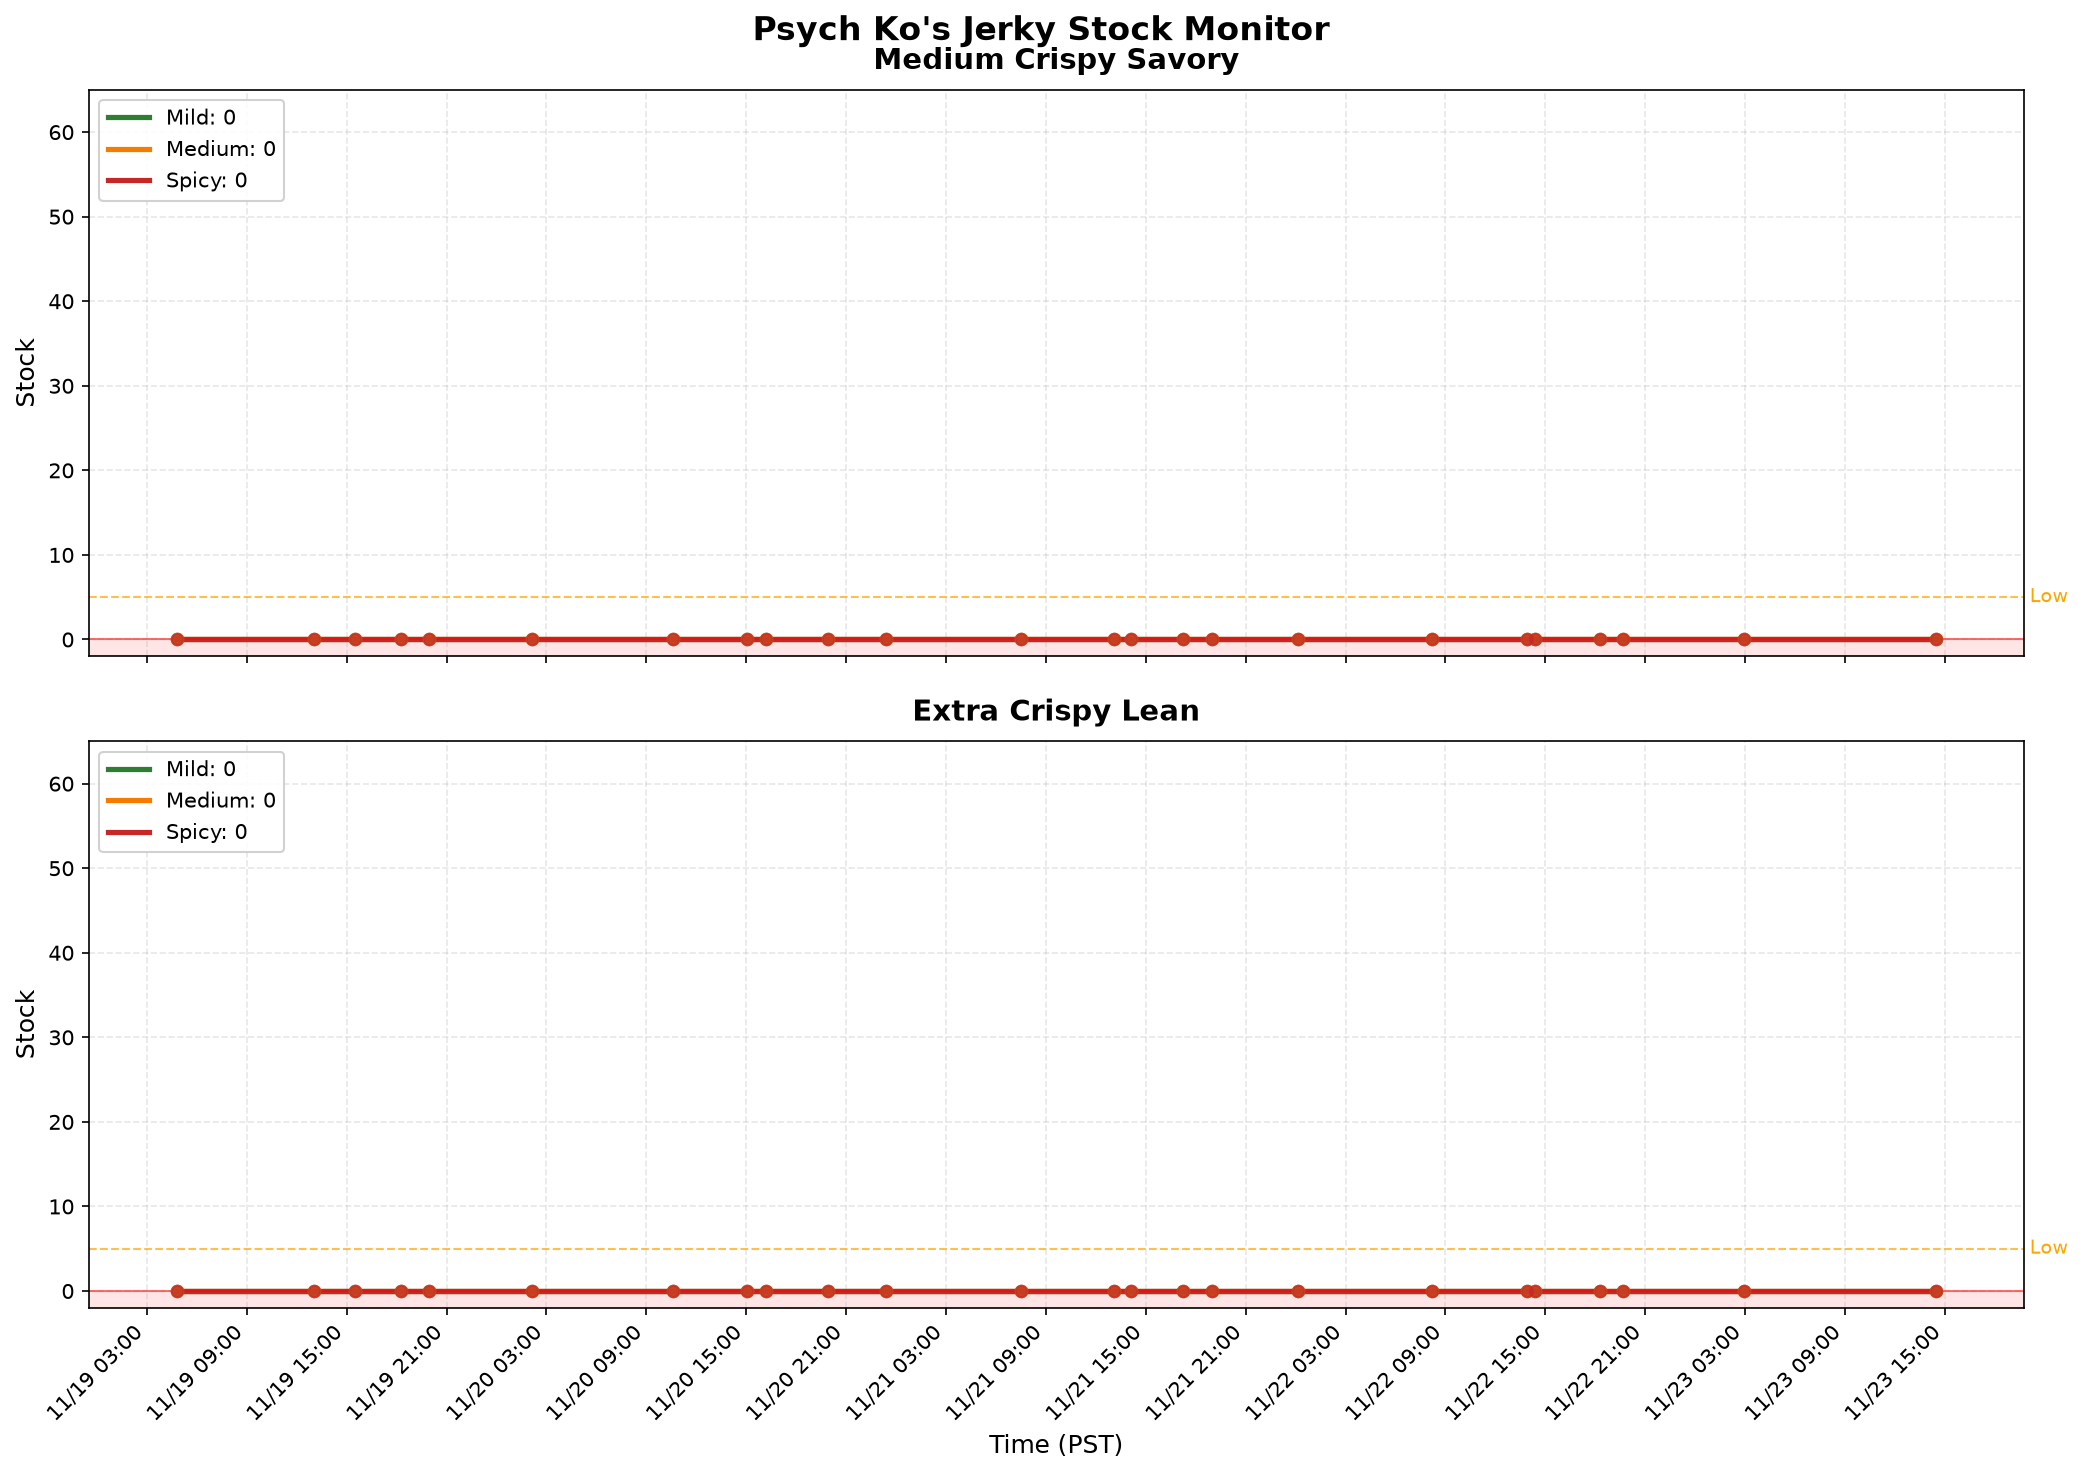 Psych Ko's Jerky Stock Monitor
Medium Crispy Savory
Mild: 0
Medium: 0
Spicy: 0
60
50
40
30
20
10
0
Stock
Low
Extra Crispy Lean
Mild: 0
Medium: 0
Spicy: 0
60
50
40
30
20
10
0
Stock
Low
11/19 03:00
11/19 09:00
11/19 15:00
11/19 21:00
11/20 03:00
11/20 09:00
11/20 15:00
11/20 21:00
11/21 03:00
11/21 09:00
11/21 15:00
11/21 21:00
11/22 03:00
11/22 09:00
11/22 15:00
11/22 21:00
11/23 03:00
11/23 09:00
11/23 15:00
Time (PST)